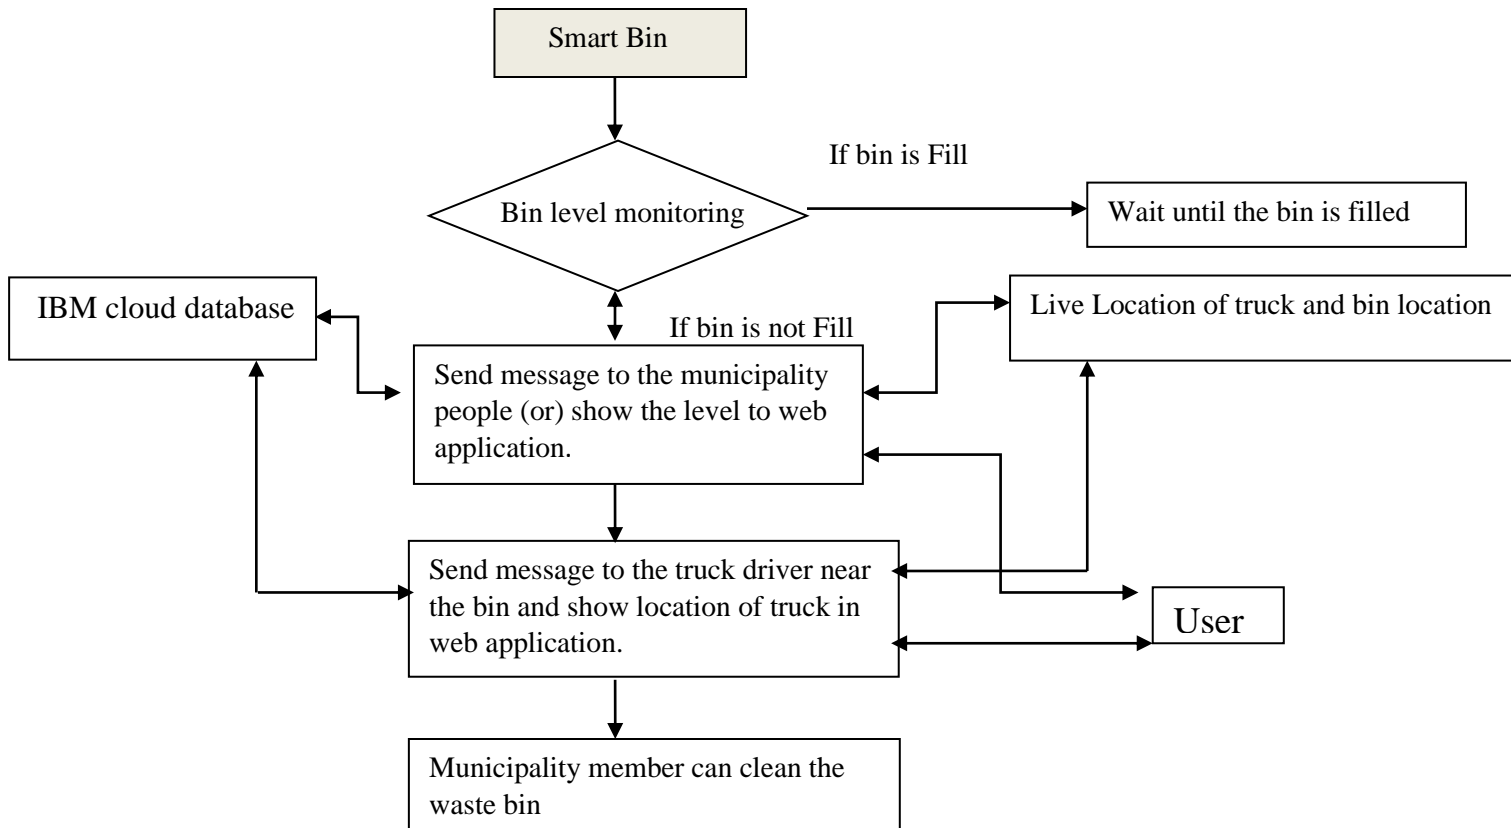 Smart Bin
If bin is Fill
Bin level monitoring
Wait until the bin is filled
IBM cloud database
Live Location of truck and bin location
If bin is not Fill
Send message to the municipality
people (or) show the level to web
application.
Send message to the truck driver near
the bin and show location of truck in
web application.
User
Municipality member can clean the
waste bin